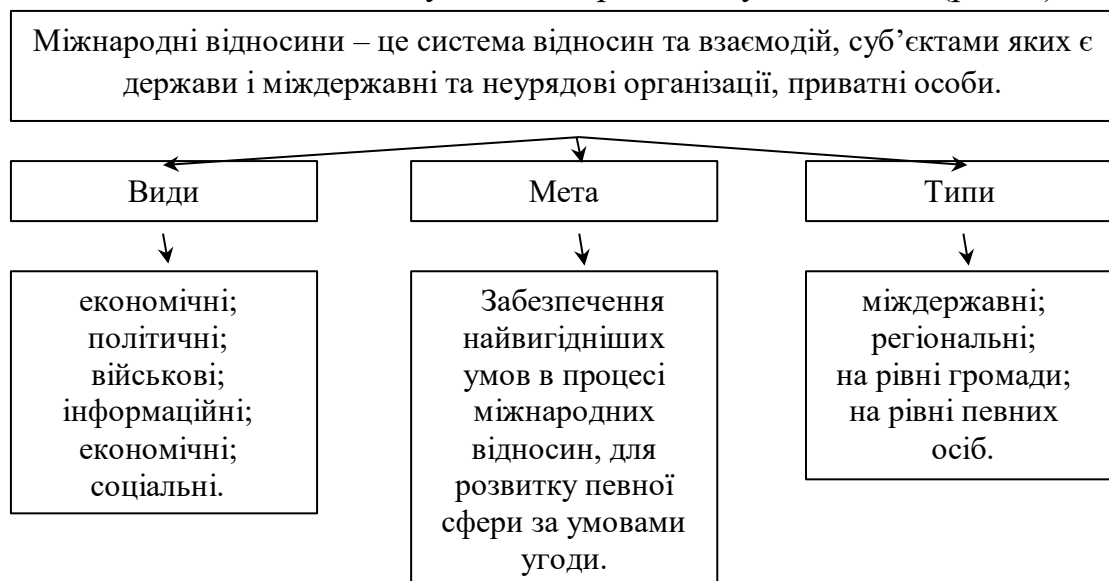 Міжнародні відносини – це система відносин та взаємодій, суб’єктами яких є
держави і міждержавні та неурядові організації, приватні особи.
Види
Мета
Типи
економічні;
політичні;
військові;
інформаційні;
економічні;
соціальні.
Забезпечення
найвигідніших
умов в процесі
міжнародних
відносин, для
розвитку певної
сфери за умовами
угоди.
міждержавні;
регіональні;
на рівні громади;
на рівні певних
осіб.